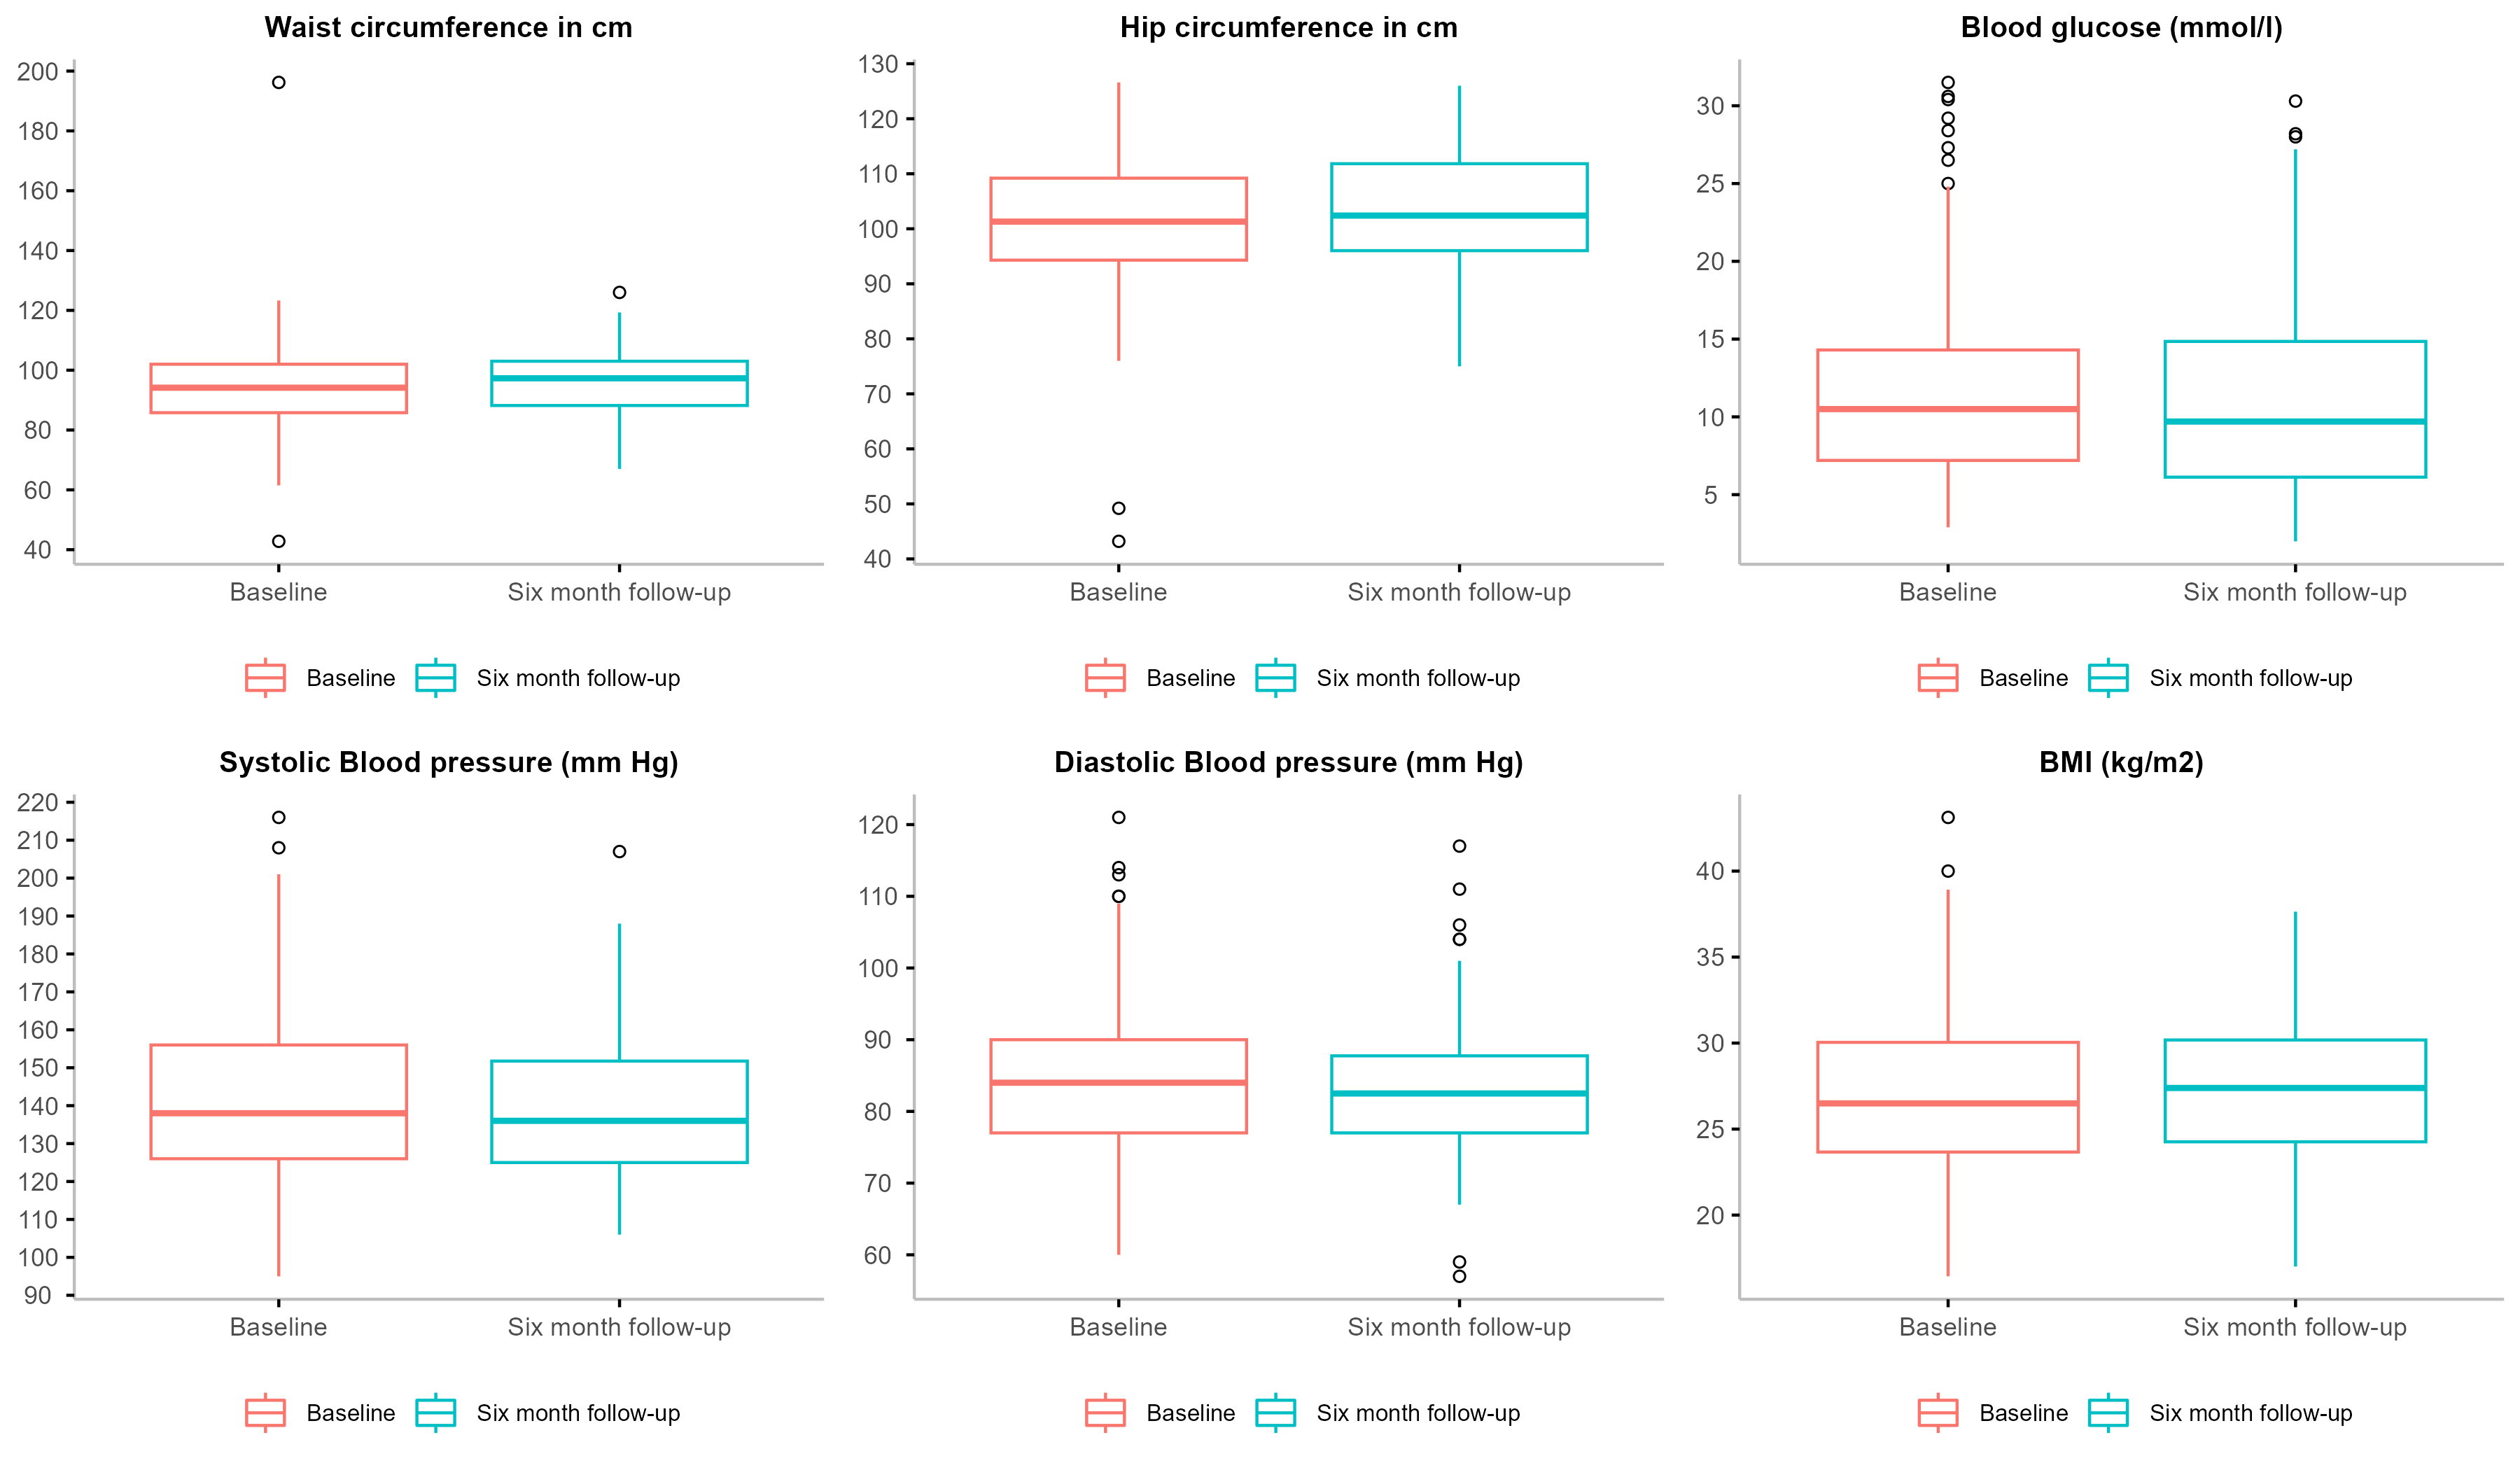 Waist circumference in cm
200
180
160
140
120
100
80
60
40
Baseline Six month follow-up
Baseline Six month follow-up
Hip circumference in cm
130
120
110
100
90
80
70
60
50
40
Baseline Six month follow-up
Baseline Six month follow-up
Blood glucose (mmol/l)
30
25
20
15
10
5
Baseline Six month follow-up
Baseline Six month follow-up
Systolic Blood pressure (mm Hg)
220
210
200
190
180
170
160
150
140
130
120
110
100
90
Baseline Six month follow-up
Baseline Six month follow-up
Diastolic Blood pressure (mm Hg)
120
110
100
90
80
70
60
Baseline Six month follow-up
Baseline Six month follow-up
BMI (kg/m2)
40
35
30
25
20
Baseline Six month follow-up
Baseline Six month follow-up